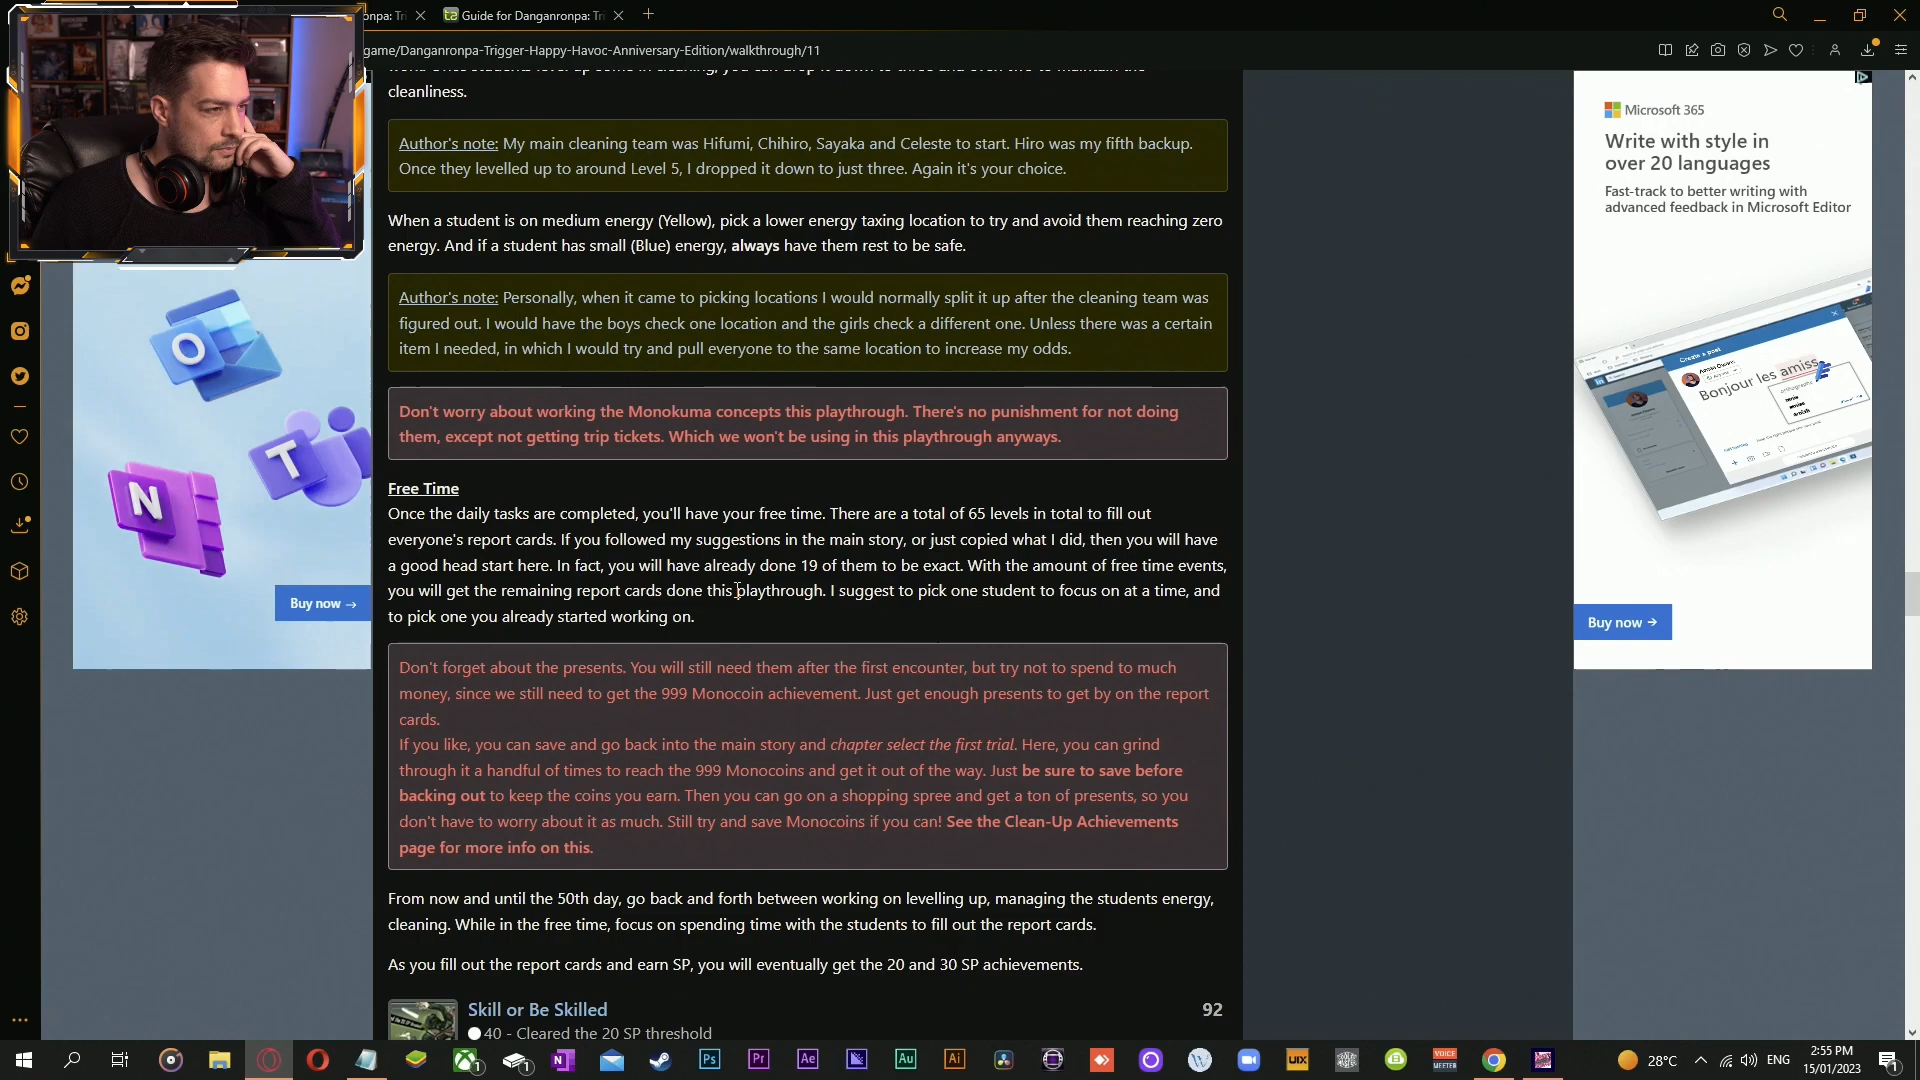 onpa: Tr
Guide for Danganronpa: Tr
game/Danganronpa-Trigger-Happy-Havoc-Anniversary-Edition/walkthrough/11
cleanliness.
Author's note: My main cleaning team was Hifumi, Chihiro, Sayaka and Celeste to start. Hiro was my fifth backup.
Once they levelled up to around Level 5, I dropped it down to just three. Again it's your choice.
When a student is on medium energy (Yellow), pick a lower energy taxing location to try and avoid them reaching zero
energy. And if a student has small (Blue) energy, always have them rest to be safe.
Author's note: Personally, when it came to picking locations I would normally split it up after the cleaning team was
figured out. I would have the boys check one location and the girls check a different one. Unless there was a certain
item I needed, in which I would try and pull everyone to the same location to increase my odds.
Don't worry about working the Monokuma concepts this playthrough. There's no punishment for not doing
them, except not getting trip tickets. Which we won't be using in this playthrough anyways.
Free Time
Once the daily tasks are completed, you'll have your free time. There are a total of 65 levels in total to fill out
everyone's report cards. If you followed my suggestions in the main story, or just copied what I did, then you will have
a good head start here. In fact, you will have already done 19 of them to be exact. With the amount of free time events,
you will get the remaining report cards done this playthrough. I suggest to pick one student to focus on at a time, and
to pick one you already started working on.
Don't forget about the presents. You will still need them after the first encounter, but try not to spend to much
money, since we still need to get the 999 Monocoin achievement. Just get enough presents to get by on the report
cards.
If you like, you can save and go back into the main story and chapter select the first trial. Here, you can grind
through it a handful of times to reach the 999 Monocoins and get it out of the way. Just be sure to save before
backing out to keep the coins you earn. Then you can go on a shopping spree and get a ton of presents, so you
don't have to worry about it as much. Still try and save Monocoins if you can! See the Clean-Up Achievements
page for more info on this.
From now and until the 50th day, go back and forth between working on levelling up, managing the students energy,
cleaning. While in the free time, focus on spending time with the students to fill out the report cards.
As you fill out the report cards and earn SP, you will eventually get the 20 and 30 SP achievements.
Skill or Be Skilled
92
40 - Cleared the 20 SP threshold
O
T
N
Buy now →
Microsoft 365
Write with style in
over 20 languages
Fast-track to better writing with
advanced feedback in Microsoft Editor
Create a post
Bonjour les amiss
Buy now →
28°C
ENG
2:55 PM
15/01/2023